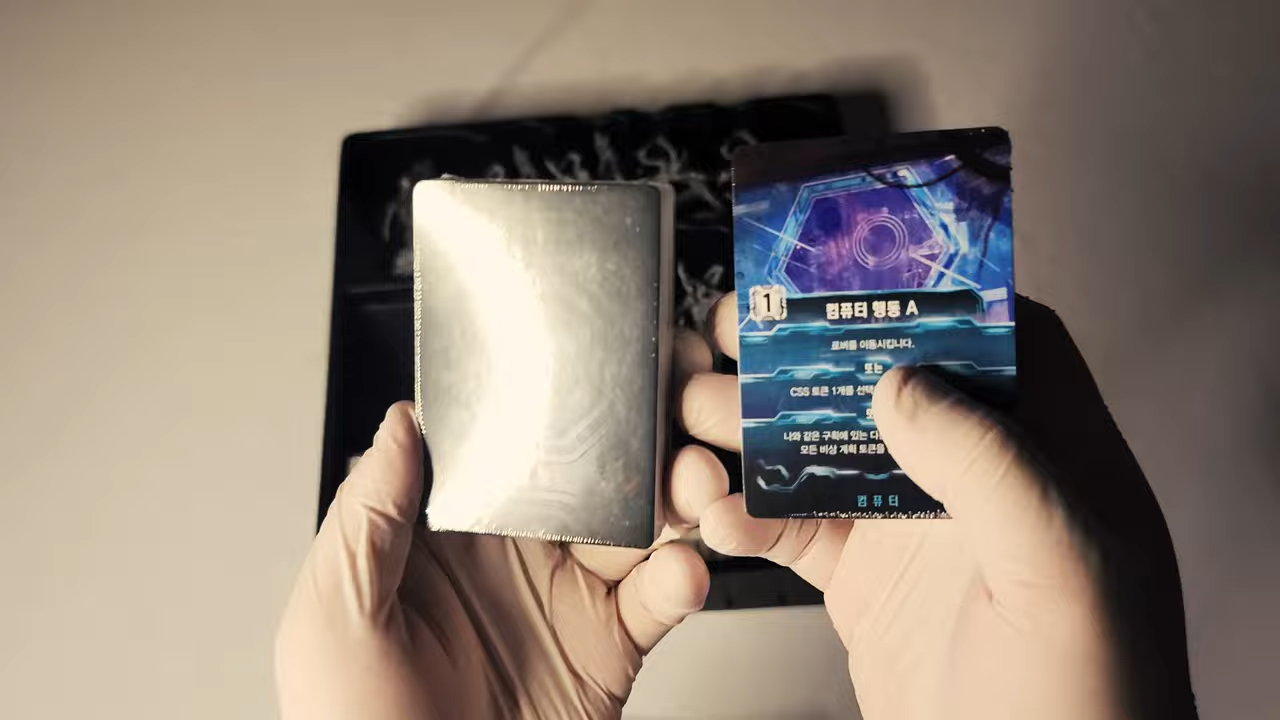 1
컴퓨터 행동 A
로버를 이동시킵니다.
또는
CSS 토큰 1개를
나와 같은 구획에 있는
모든 비상 계획 토큰을
컴퓨터